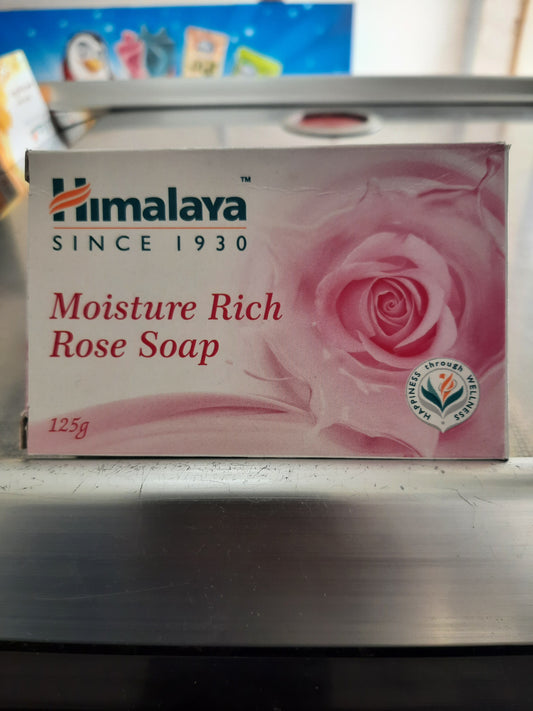 Himalaya™
SINCE 1930
Moisture Rich
Rose Soap
125g
HAPPINESS through WELLNESS